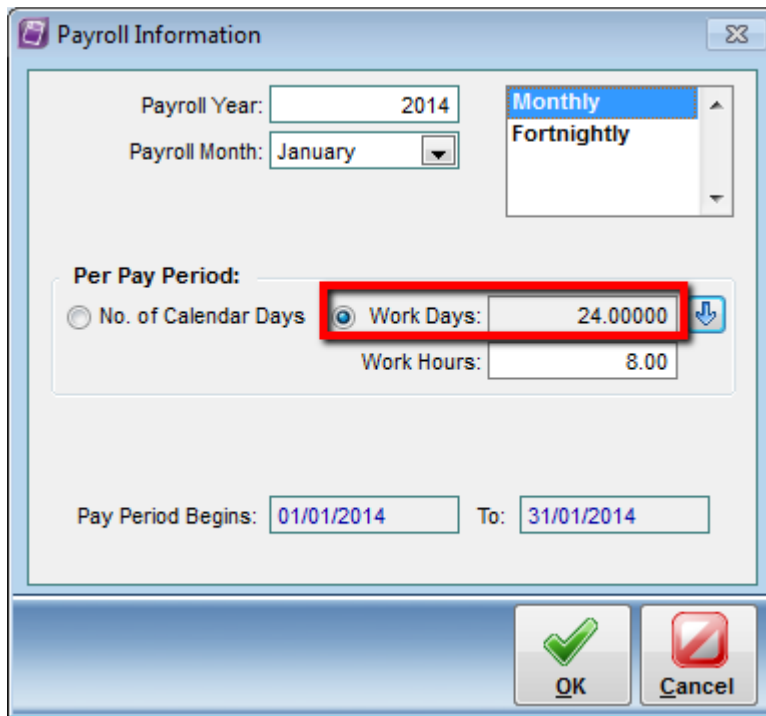 Payroll Information
Payroll Year: 2014
Monthly
Payroll Month: January
Fortnightly
Per Pay Period:
No. of Calendar Days Work Days: 24.00000
Work Hours: 8.00
Pay Period Begins: 01/01/2014 To: 31/01/2014
OK Cancel